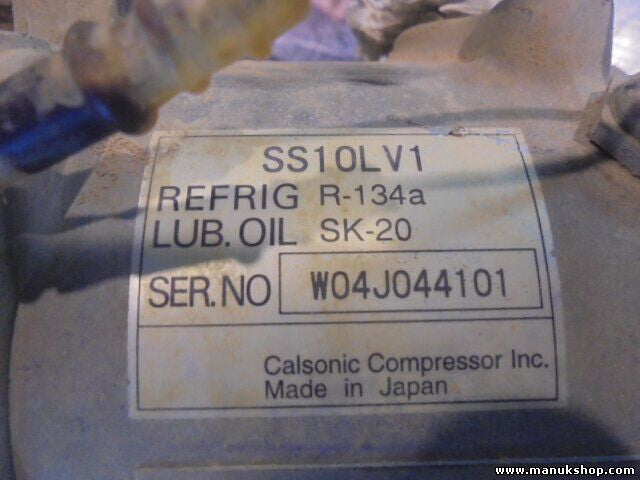 SS10LV1
REFRIG R-134a
LUB. OIL SK-20
SER. NO W04J044101
Calsonic Compressor Inc.
Made in Japan
www.manukshop.com